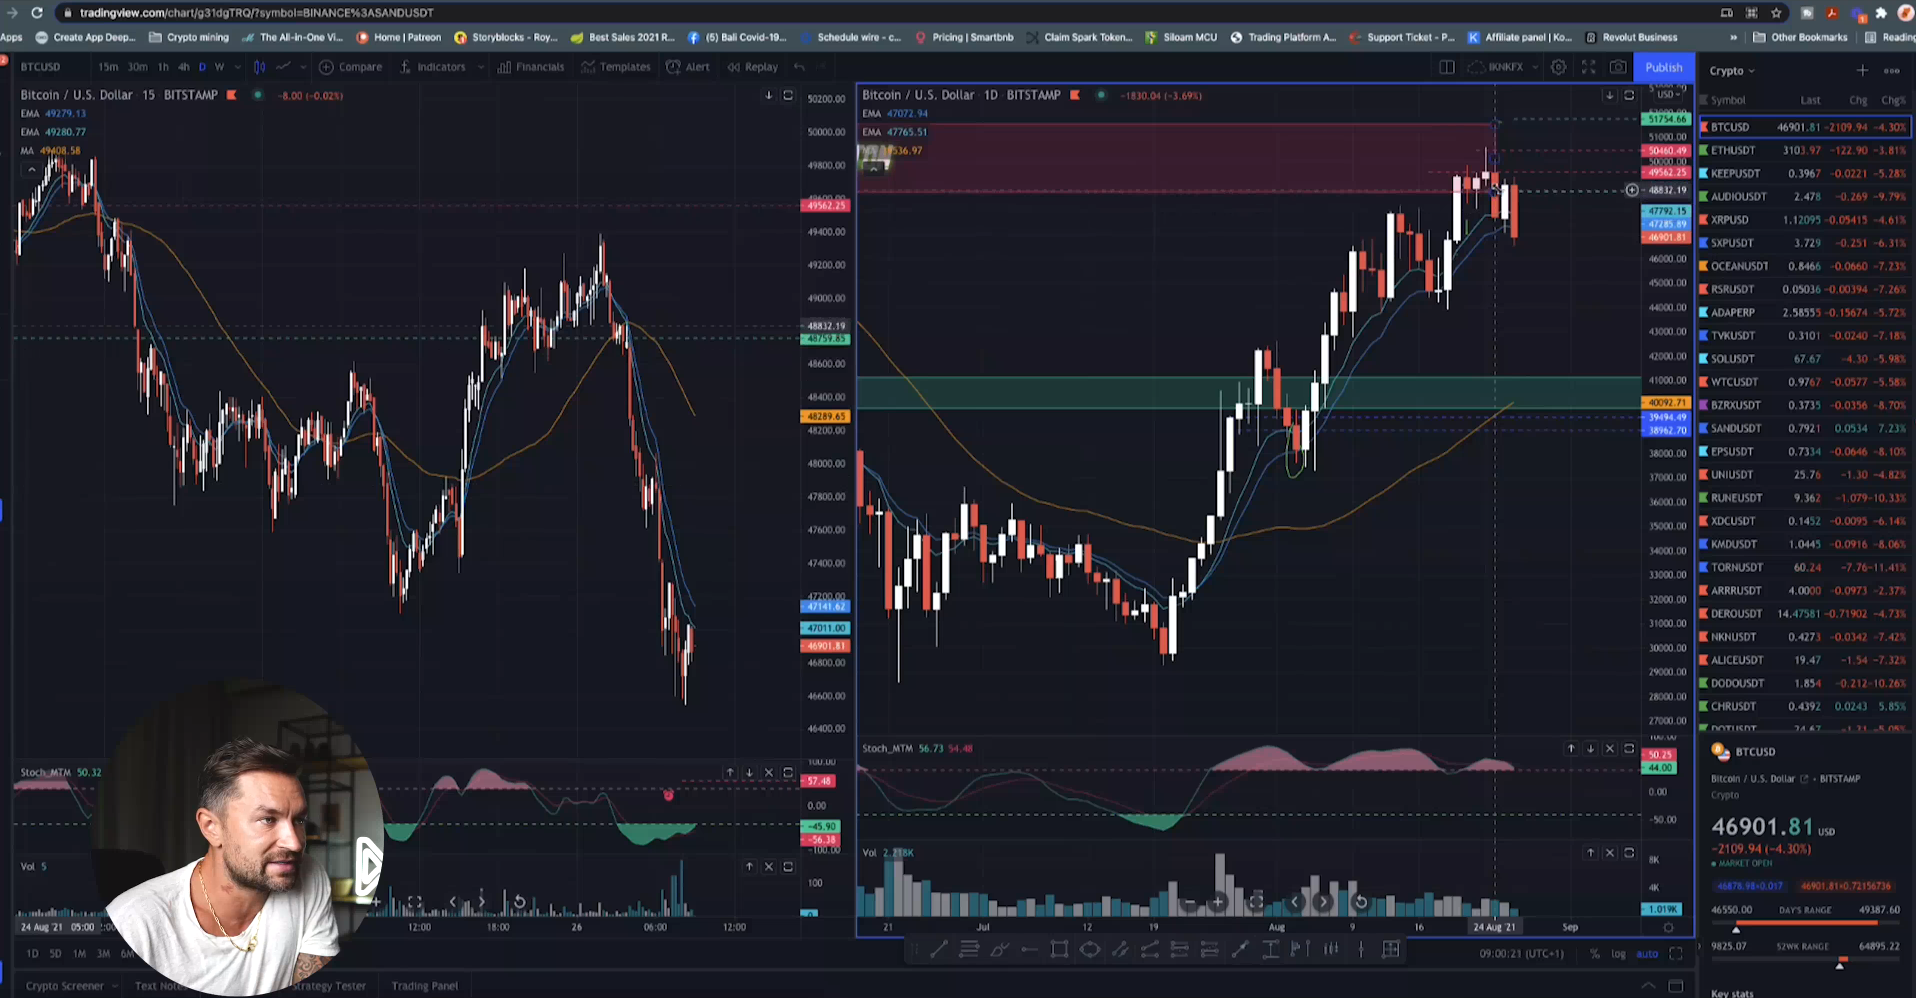 tradingview.com/chart/g31dgTRQ/?symbol=BINANCE%3ASANDUSDT
Apps Create App Deep... Crypto mining The All-in-One Vi... Home | Patreon Storyblocks - Roy... Best Sales 2021 R... (5) Bali Covid-19... Schedule wire - c... Pricing | Smartbnb Claim Spark Token... Siloam MCU Trading Platform A... Support Ticket - P... Affiliate panel | Ko... Revolut Business » Other Bookmarks Reading
BTCUSD 15m 30m 1h 4h D W Compare Indicators Financials Templates Alert Replay IKNKFX Publish
Bitcoin / U.S. Dollar · 15 BITSTAMP -8.00 (-0.02%)
EMA 49279.13
EMA 49280.77
MA 49408.58
50200.00
50000.00
49800.00
49562.25
49400.00
49200.00
49000.00
48832.19
48759.85
48600.00
48400.00
48289.65
48200.00
48000.00
47800.00
47600.00
47400.00
47200.00
47141.62
47011.00
46901.81
46800.00
46600.00
46400.00
Stoch_MTM 50.32
100.00
57.48
0.00
-45.90
-56.38
-100.00
Vol 5
100
24 Aug '21 05:00 12:00 18:00 26 06:00 12:00
1D 5D 1M 3M 6M
Crypto Screener Text Notes Strategy Tester Trading Panel
Bitcoin / U.S. Dollar · 1D BITSTAMP -1830.04 (-3.69%)
EMA 47072.94
EMA 47765.51
USD
51754.66
51000.00
50460.49
50000.00
49562.25
48832.19
47792.15
47285.89
46901.81
46000.00
45000.00
44000.00
43000.00
42000.00
41000.00
40092.71
39494.49
38962.70
38000.00
37000.00
36000.00
35000.00
34000.00
33000.00
32000.00
31000.00
30000.00
29000.00
28000.00
27000.00
Stoch_MTM 56.73 54.48
100.00
50.25
44.00
0.00
-50.00
Vol 2.218K
8K
4K
1.019K
21 Jul 12 19 Aug 9 16 24 Aug '21 Sep
09:00:21 (UTC+1) % log auto
Crypto
Symbol Last Chg Chg%
BTCUSD 46901.81 -2109.94 -4.30%
ETHUSDT 3103.97 -122.90 -3.81%
KEEPUSDT 0.3967 -0.0221 -5.28%
AUDIOUSDT 2.478 -0.269 -9.79%
XRPUSD 1.12095 -0.05415 -4.61%
SXPUSDT 3.729 -0.251 -6.31%
OCEANUSDT 0.8466 -0.0660 -7.23%
RSRUSDT 0.05036 -0.00394 -7.26%
ADAPERP 2.58555 -0.15674 -5.72%
TVKUSDT 0.3101 -0.0240 -7.18%
SOLUSDT 67.67 -4.30 -5.98%
WTCUSDT 0.9767 -0.0577 -5.58%
BZRXUSDT 0.3735 -0.0356 -8.70%
SANDUSDT 0.7921 0.0534 7.23%
EPSUSDT 0.7334 -0.0646 -8.10%
UNIUSDT 25.76 -1.30 -4.82%
RUNEUSDT 9.362 -1.079 -10.33%
XDCUSDT 0.1452 -0.0095 -6.14%
KMDUSDT 1.0445 -0.0916 -8.06%
TORNUSDT 60.24 -7.76 -11.41%
ARRRUSDT 4.0000 -0.0973 -2.37%
DEROUSDT 14.47581 -0.71902 -4.73%
NKNUSDT 0.4273 -0.0342 -7.42%
ALICEUSDT 19.47 -1.54 -7.32%
DODOUSDT 1.854 -0.212 -10.26%
CHRUSDT 0.4392 0.0243 5.85%
DOTUSDT 24.67 -1.31 -5.05%
BTCUSD
Bitcoin / U.S. Dollar · BITSTAMP
Crypto
46901.81 USD
-2109.94 (-4.30%)
MARKET OPEN
46876.98×0.017 46901.81×0.72156736
46550.00 DAY'S RANGE 49387.60
9825.07 52WK RANGE 64895.22
Key stats